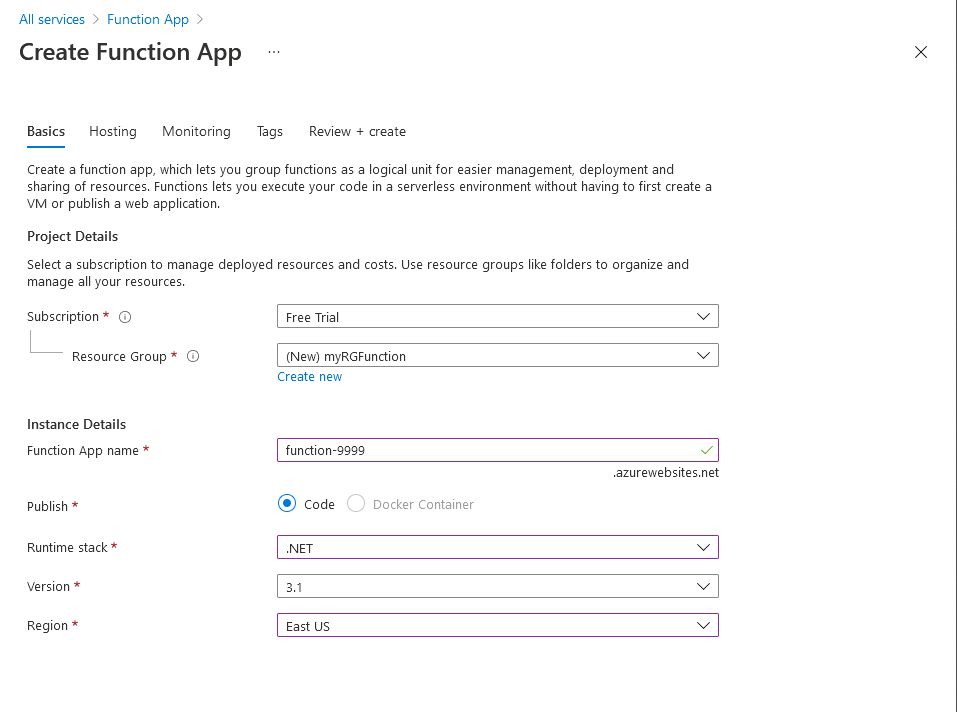 All services > Function App >
Create Function App ...
Basics Hosting Monitoring Tags Review + create
Create a function app, which lets you group functions as a logical unit for easier management, deployment and
sharing of resources. Functions lets you execute your code in a serverless environment without having to first create a
VM or publish a web application.
Project Details
Select a subscription to manage deployed resources and costs. Use resource groups like folders to organize and
manage all your resources.
Subscription * Free Trial
Resource Group * (New) myRGFunction
Create new
Instance Details
Function App name * function-9999
.azurewebsites.net
Publish * Code Docker Container
Runtime stack * .NET
Version * 3.1
Region * East US